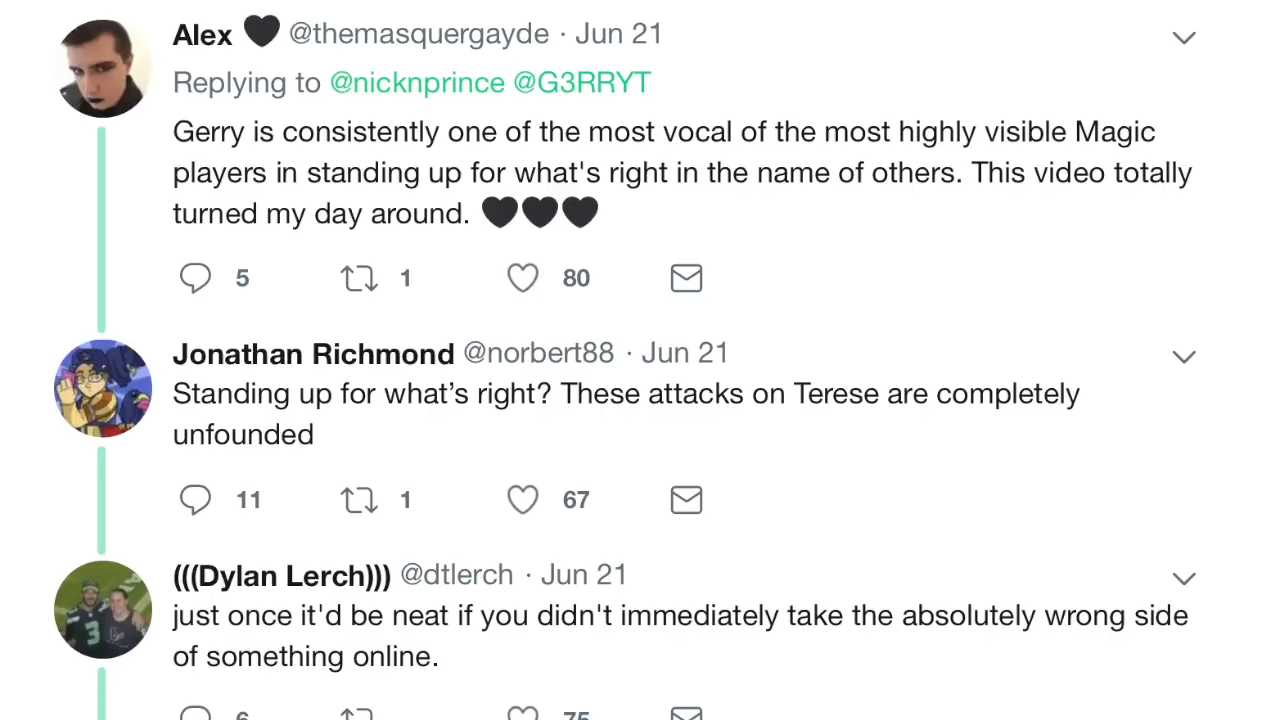 Alex 🖤 @themasquergayde · Jun 21
Replying to @nicknprince @G3RRYT
Gerry is consistently one of the most vocal of the most highly visible Magic
players in standing up for what's right in the name of others. This video totally
turned my day around. 🖤🖤🖤
5 1 80
Jonathan Richmond @norbert88 · Jun 21
Standing up for what’s right? These attacks on Terese are completely
unfounded
11 1 67
(((Dylan Lerch))) @dtlerch · Jun 21
just once it'd be neat if you didn't immediately take the absolutely wrong side
of something online.
6 75